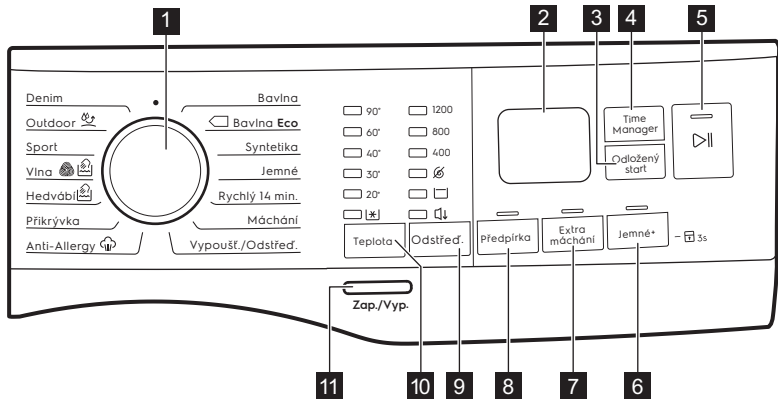 1
2
3
4
5
Denim
Outdoor
Sport
Vlna
Hedvábí
Přikrývka
Anti-Allergy
Bavlna
Bavlna Eco
Syntetika
Jemné
Rychlý 14 min.
Máchání
Vypoušť./Odstřeď.
90°
60°
40°
30°
20°
1200
800
400
Teplota
Odstřeď.
Time
Manager
Odložený
start
Předpírka
Extra
máchání
Jemné+
3s
Zap./Vyp.
11
10
9
8
7
6